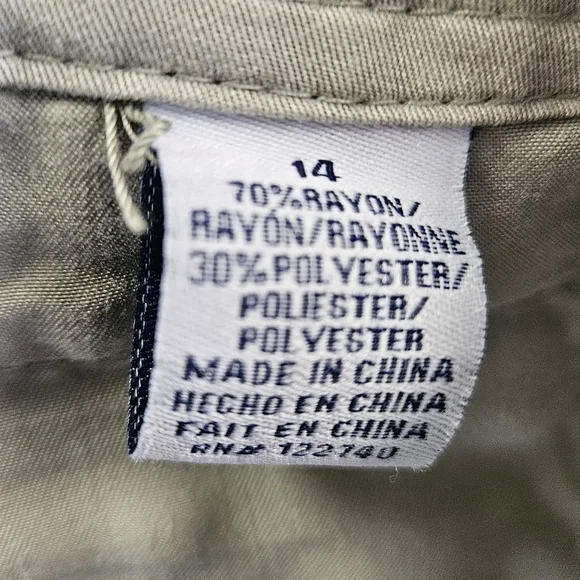 14
70%RAYON/
RAYÓN/RAYONNE
30%POLYESTER/
POLIESTER/
POLYESTER
MADE IN CHINA
HECHO EN CHINA
FAIT EN CHINA
RN# 122740